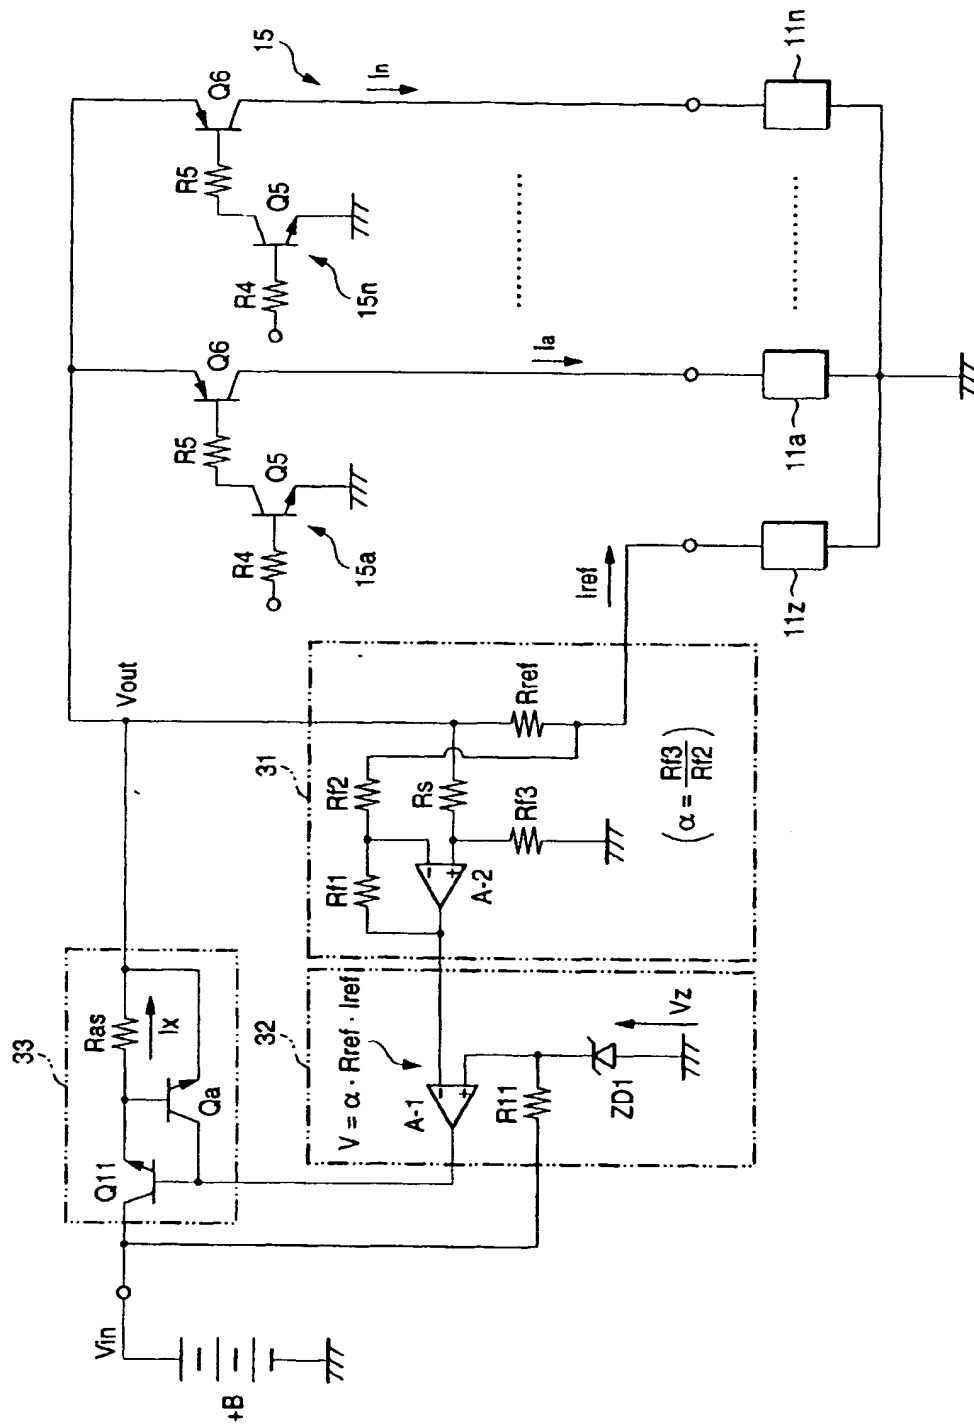 +B
Vin
33
Q11
Ras
Ix
Qa
Vout
32
V = α · Rref · Iref
A-1
R11
ZD1
Vz
31
Rf1
Rf2
Rs
A-2
Rf3
Rref
(α = Rf3/Rf2)
Iref
R4
Q5
R5
Q6
15a
Ia
R4
Q5
R5
Q6
15n
15
In
11z
11a
11n